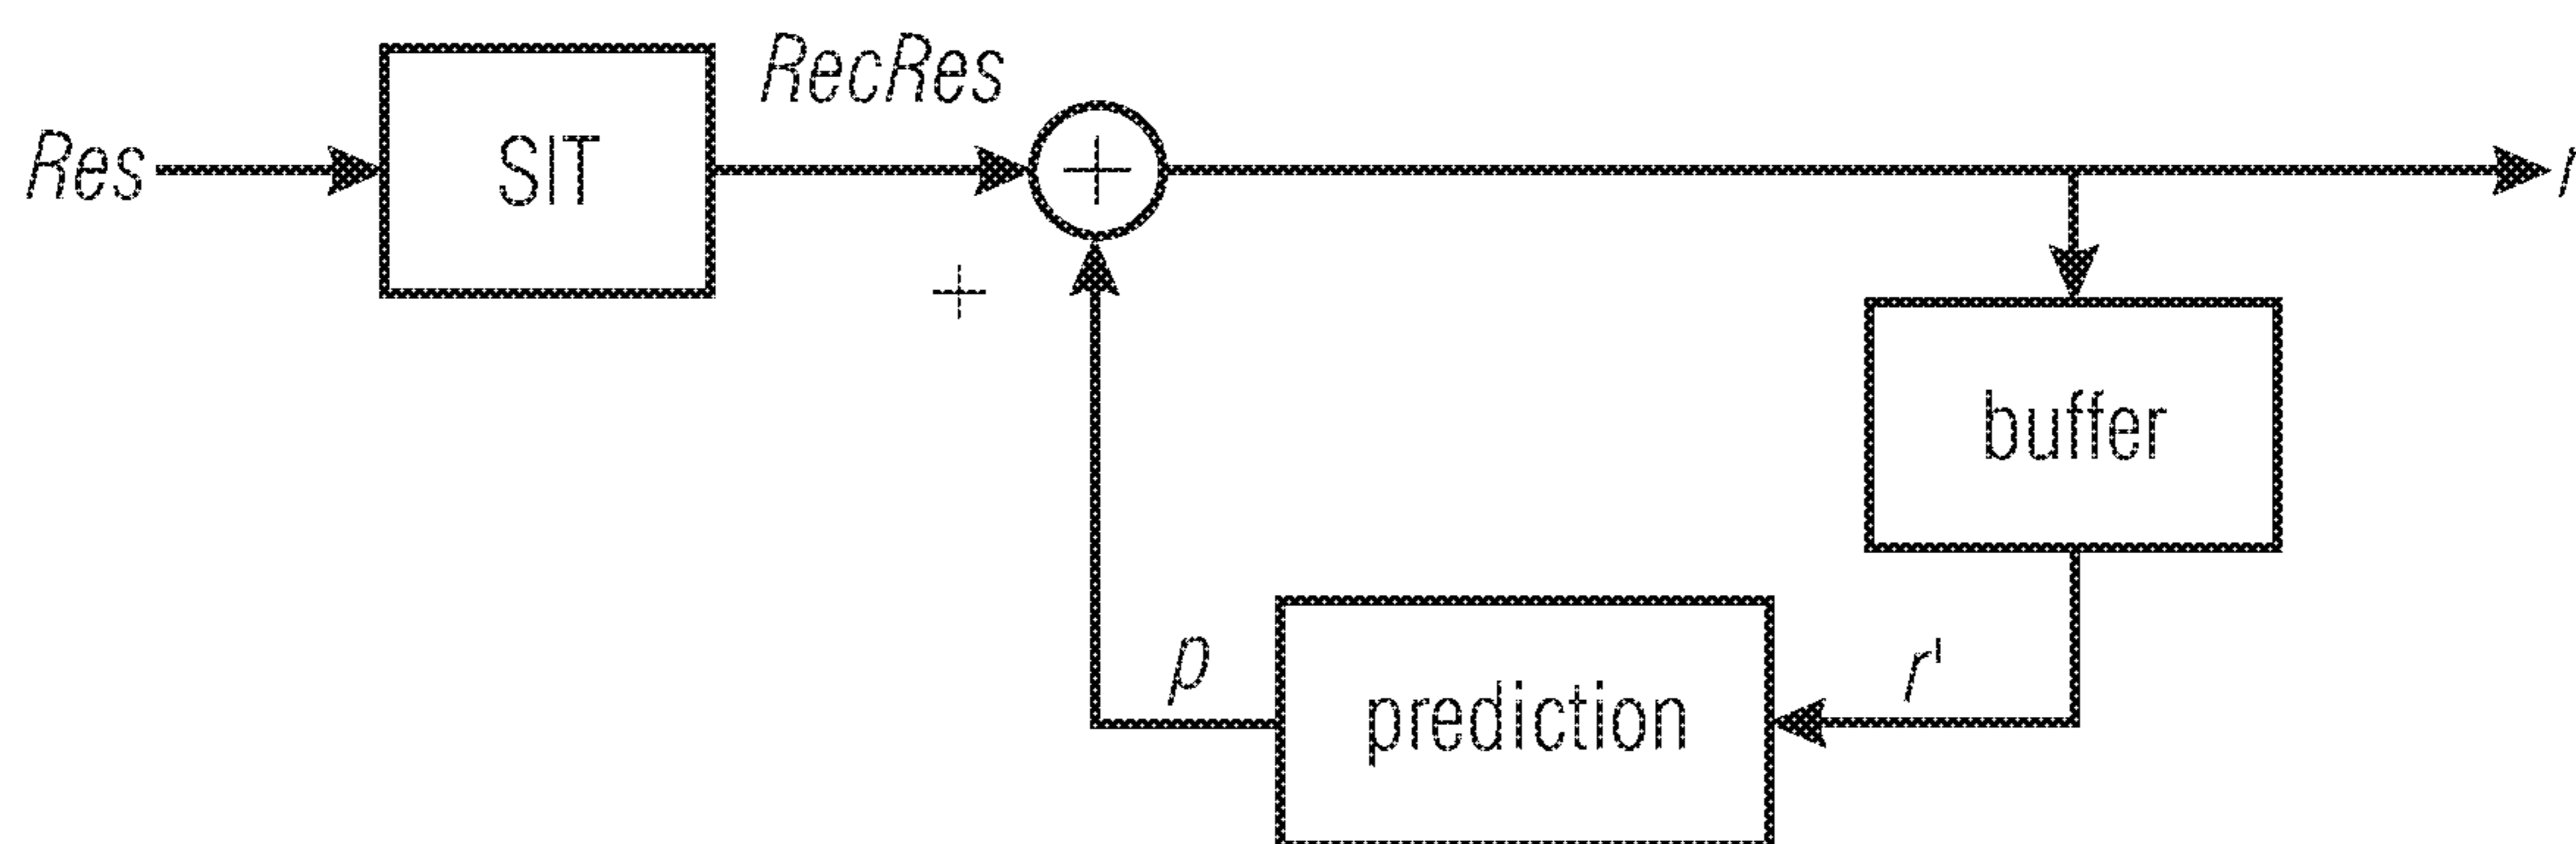 RecRes
Res
SIT
+
r
+
buffer
p
r'
prediction